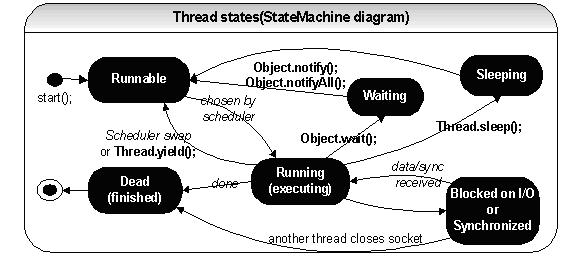 Thread states(StateMachine diagram)
Object.notify();
Object.notifyAll();
Sleeping
Runnable
start();
chosen by
scheduler
Waiting
Scheduler swap
or Thread.yield();
Object.wait();
Thread.sleep();
Dead
(finished)
done
Running
(executing)
data/sync
received
Blocked on I/O
or
Synchronized
another thread closes socket